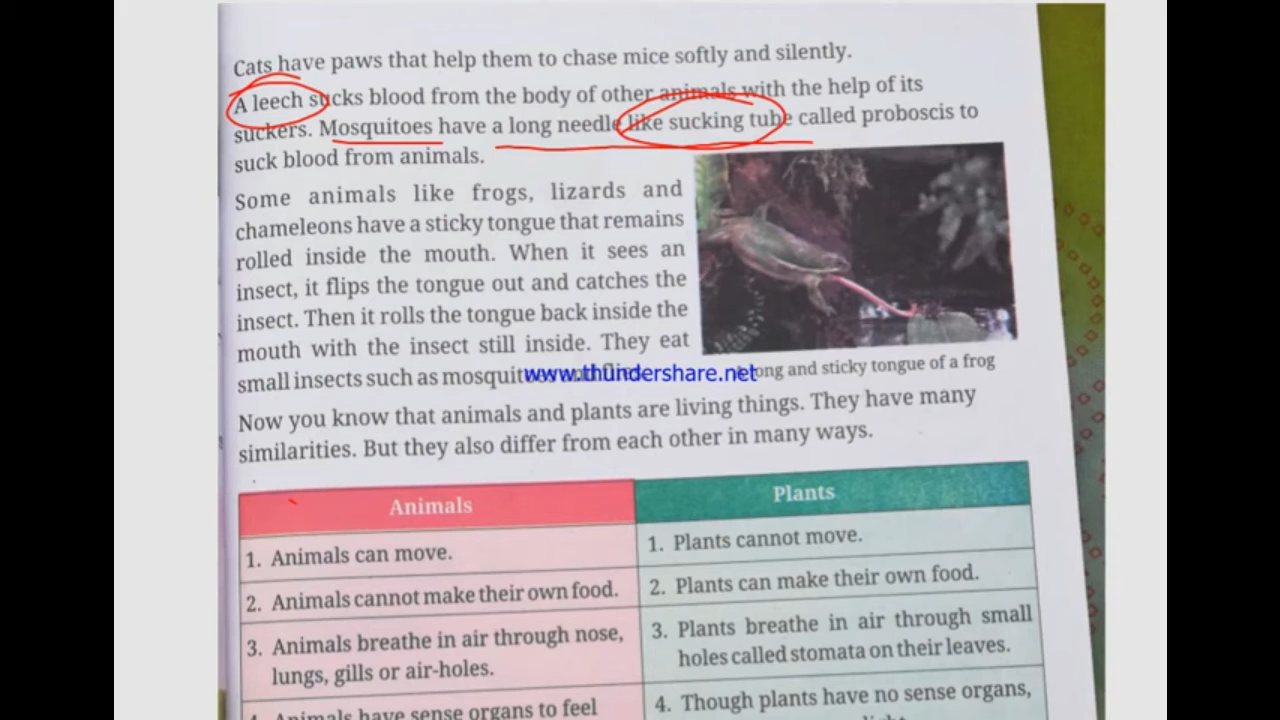 Cats have paws that help them to chase mice softly and silently.
A leech sucks blood from the body of other animals with the help of its
suckers. Mosquitoes have a long needle like sucking tube called proboscis to
suck blood from animals.
Some animals like frogs, lizards and
chameleons have a sticky tongue that remains
rolled inside the mouth. When it sees an
insect, it flips the tongue out and catches the
insect. Then it rolls the tongue back inside the
mouth with the insect still inside. They eat
small insects such as
www.thundershare.net
long and sticky tongue of a frog
Now you know that animals and plants are living things. They have many
similarities. But they also differ from each other in many ways.
Animals
Plants
1. Animals can move.
1. Plants cannot move.
2. Animals cannot make their own food.
2. Plants can make their own food.
3. Animals breathe in air through nose,
lungs, gills or air-holes.
3. Plants breathe in air through small
holes called stomata on their leaves.
4. Animals have sense organs to feel
4. Though plants have no sense organs,